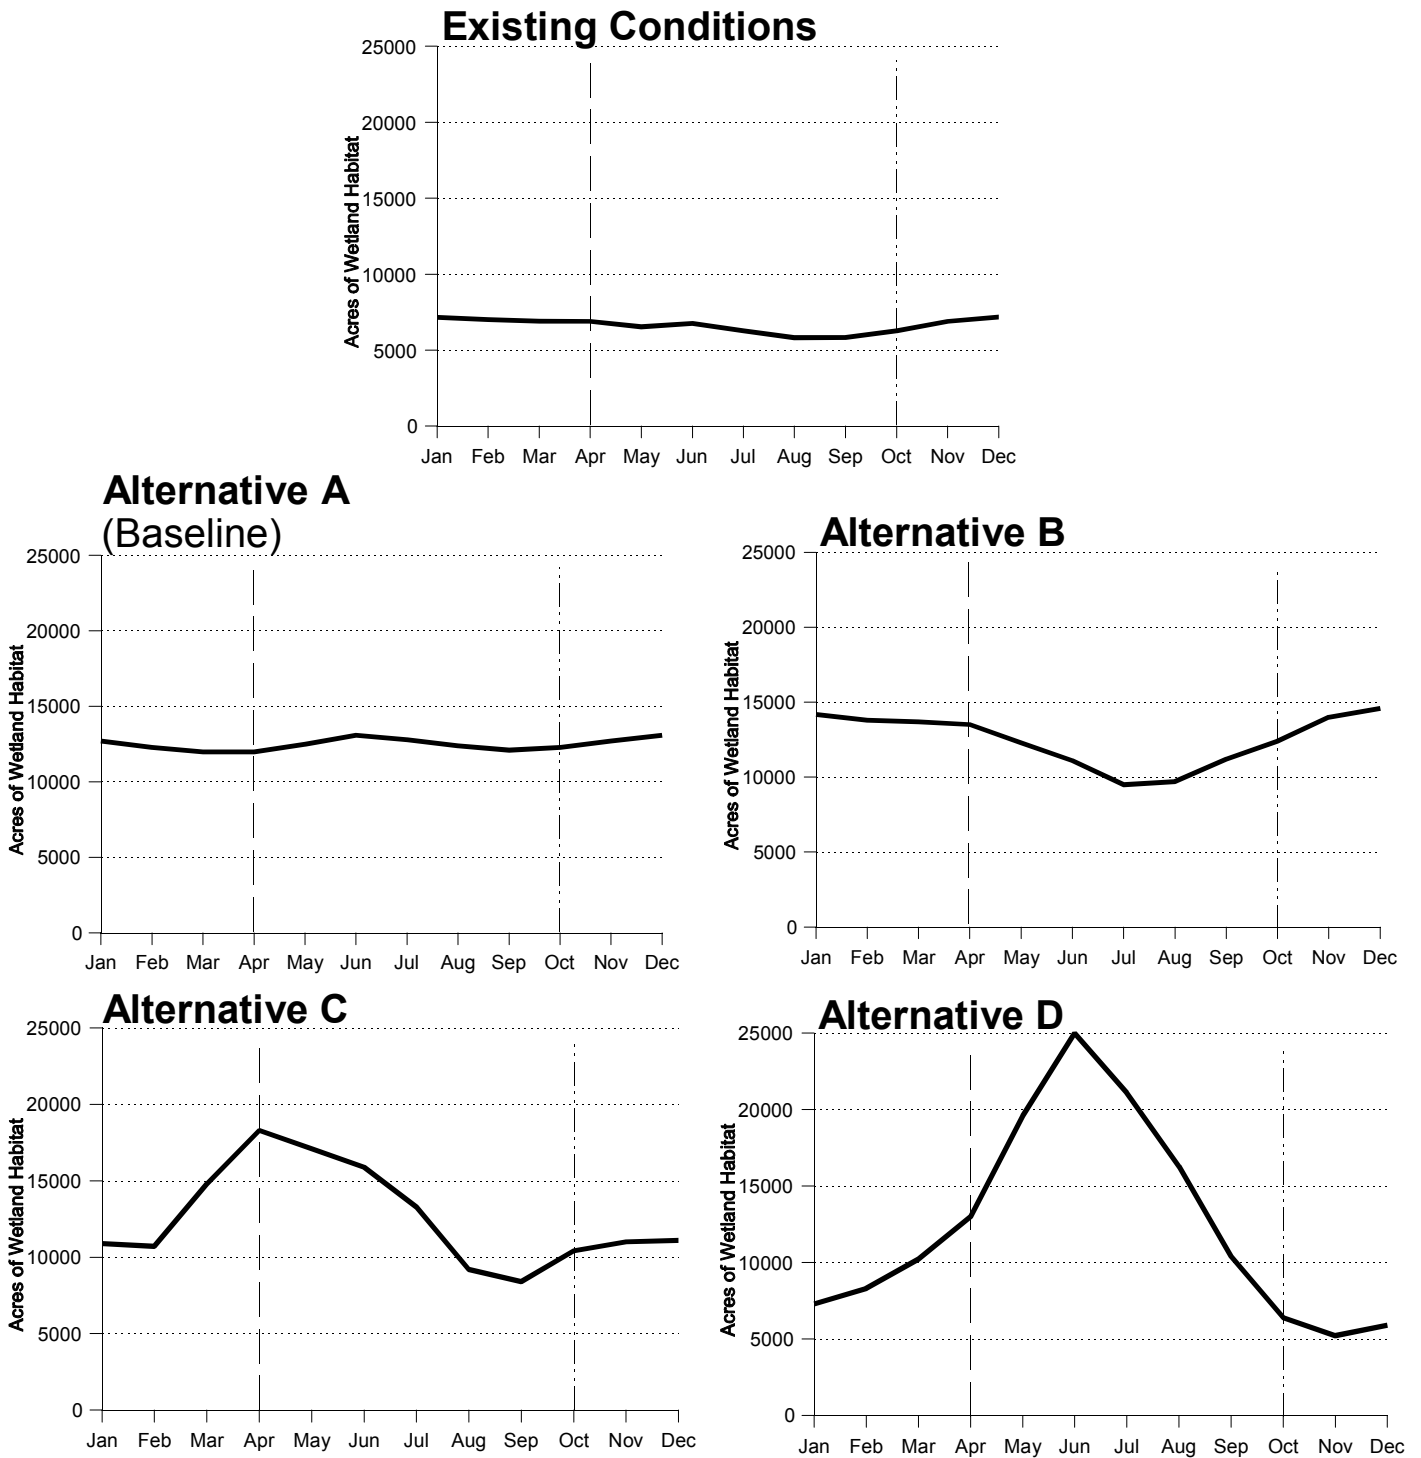 Existing Conditions
Acres of Wetland Habitat
25000
20000
15000
10000
5000
0
Jan Feb Mar Apr May Jun Jul Aug Sep Oct Nov Dec
Alternative A
(Baseline)
Acres of Wetland Habitat
25000
20000
15000
10000
5000
0
Jan Feb Mar Apr May Jun Jul Aug Sep Oct Nov Dec
Alternative B
Acres of Wetland Habitat
25000
20000
15000
10000
5000
0
Jan Feb Mar Apr May Jun Jul Aug Sep Oct Nov Dec
Alternative C
Acres of Wetland Habitat
25000
20000
15000
10000
5000
0
Jan Feb Mar Apr May Jun Jul Aug Sep Oct Nov Dec
Alternative D
Acres of Wetland Habitat
25000
20000
15000
10000
5000
0
Jan Feb Mar Apr May Jun Jul Aug Sep Oct Nov Dec